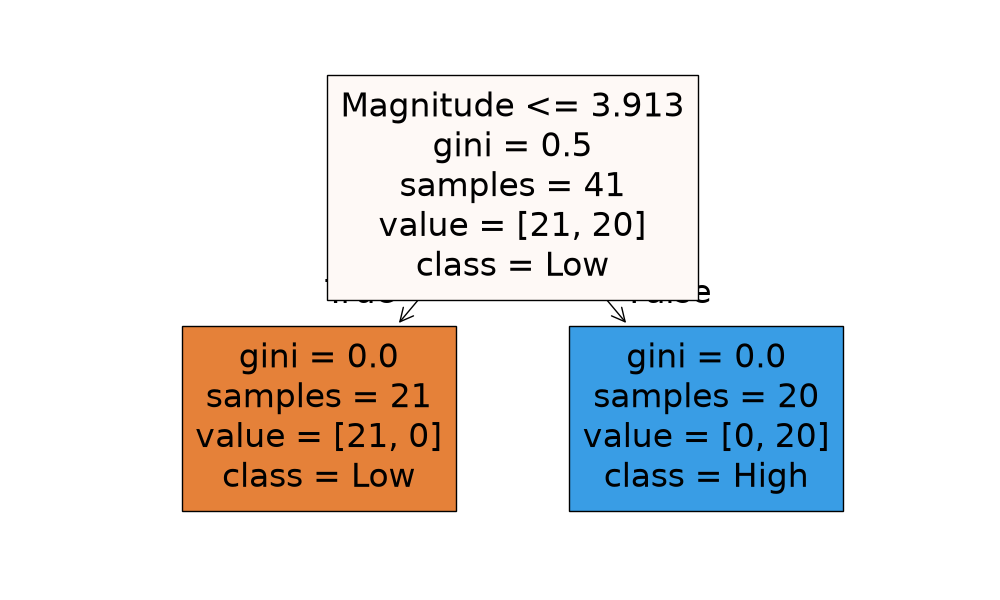 Magnitude <= 3.913
gini = 0.5
samples = 41
value = [21, 20]
class = Low
gini = 0.0
samples = 21
value = [21, 0]
class = Low
gini = 0.0
samples = 20
value = [0, 20]
class = High